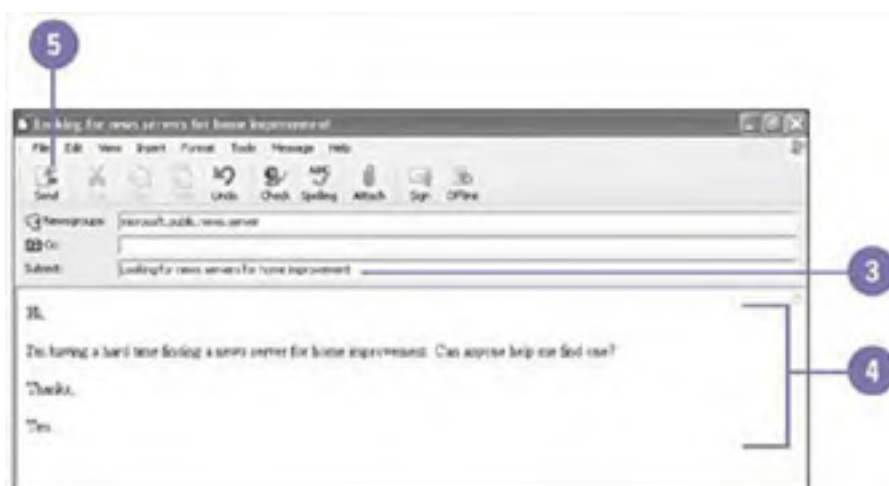 5
Looking for news servers for home improvement
File Edit View Insert Format Tools Message Help
Send Undo Check Spelling Attach Sign Offline
Newsgroups: microsoft.public.news.server
Cc:
Subject: Looking for news servers for home improvement
3
Hi,
I'm having a hard time finding a news server for home improvement. Can anyone help me find one?
4
Thanks,